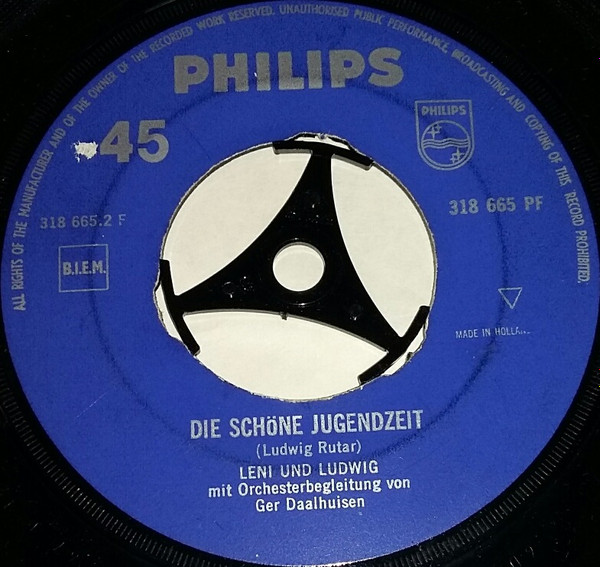 ALL RIGHTS OF THE MANUFACTURER AND OF THE OWNER OF THE RECORDED WORK RESERVED. UNAUTHORISED PUBLIC PERFORMANCE, BROADCASTING AND COPYING OF THIS RECORD PROHIBITED.
PHILIPS
45
PHILIPS
318 665.2 F
318 665 PF
B.I.E.M.
MADE IN
DIE SCHÖNE JUGENDZEIT
(Ludwig Rutar)
LENI UND LUDWIG
mit Orchesterbegleitung von
Ger Daalhuisen